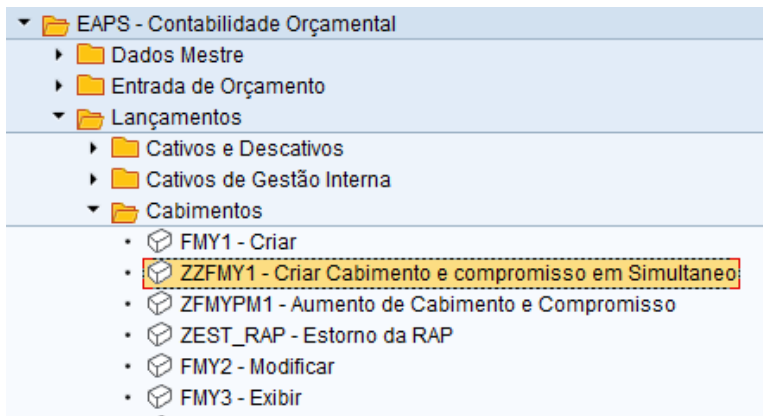 EAPS - Contabilidade Orçamental
Dados Mestre
Entrada de Orçamento
Lançamentos
Cativos e Descativos
Cativos de Gestão Interna
Cabimentos
FMY1 - Criar
ZZFMY1 - Criar Cabimento e compromisso em Simultaneo
ZFMYPM1 - Aumento de Cabimento e Compromisso
ZEST_RAP - Estorno da RAP
FMY2 - Modificar
FMY3 - Exibir